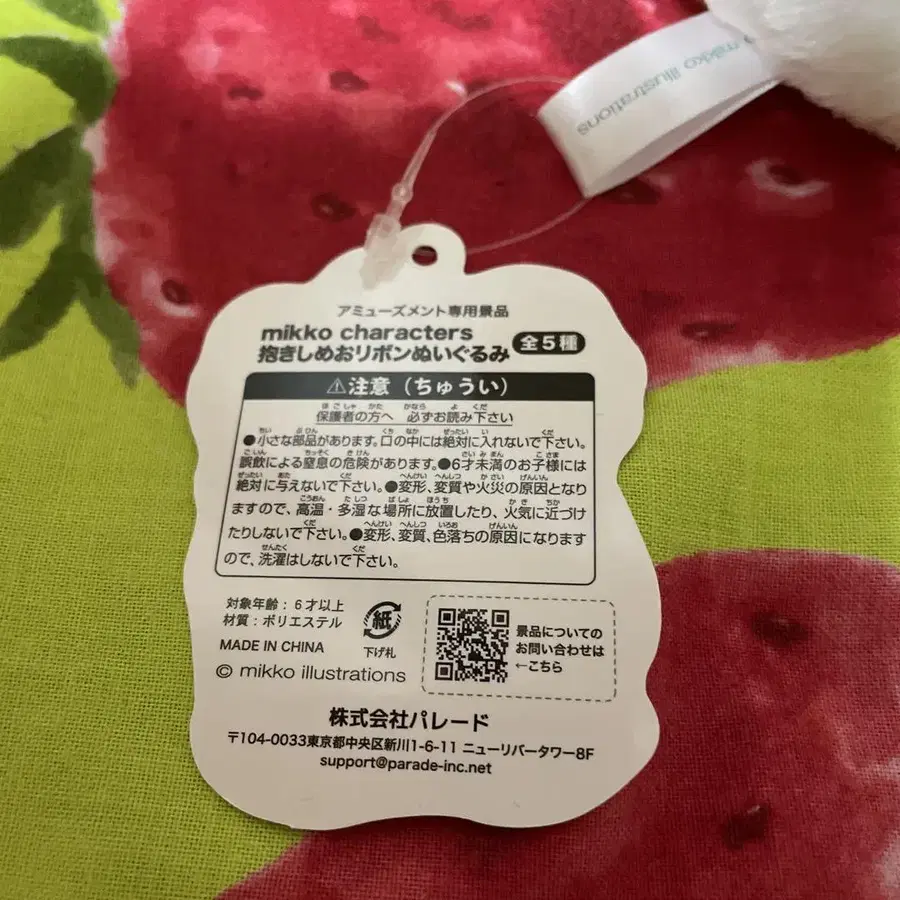 mikko illustrations
アミューズメント専用景品
mikko characters
抱きしめおリボンぬいぐるみ 全5種
⚠注意（ちゅうい）
保護者の方へ 必ずお読み下さい
●小さな部品があります。口の中には絶対に入れないで下さい。
誤飲による窒息の危険があります。●6才未満のお子様には
絶対に与えないで下さい。●変形、変質や火災の原因となり
ますので、高温・多湿な場所に放置したり、火気に近づけ
たりしないで下さい。●変形、変質、色落ちの原因になります
ので、洗濯はしないで下さい。
対象年齢：6才以上
材質：ポリエステル
紙
下げ札
MADE IN CHINA
© mikko illustrations
景品についての
お問い合わせは
←こちら
株式会社パレード
〒104-0033東京都中央区新川1-6-11 ニューリバータワー8F
support@parade-inc.net